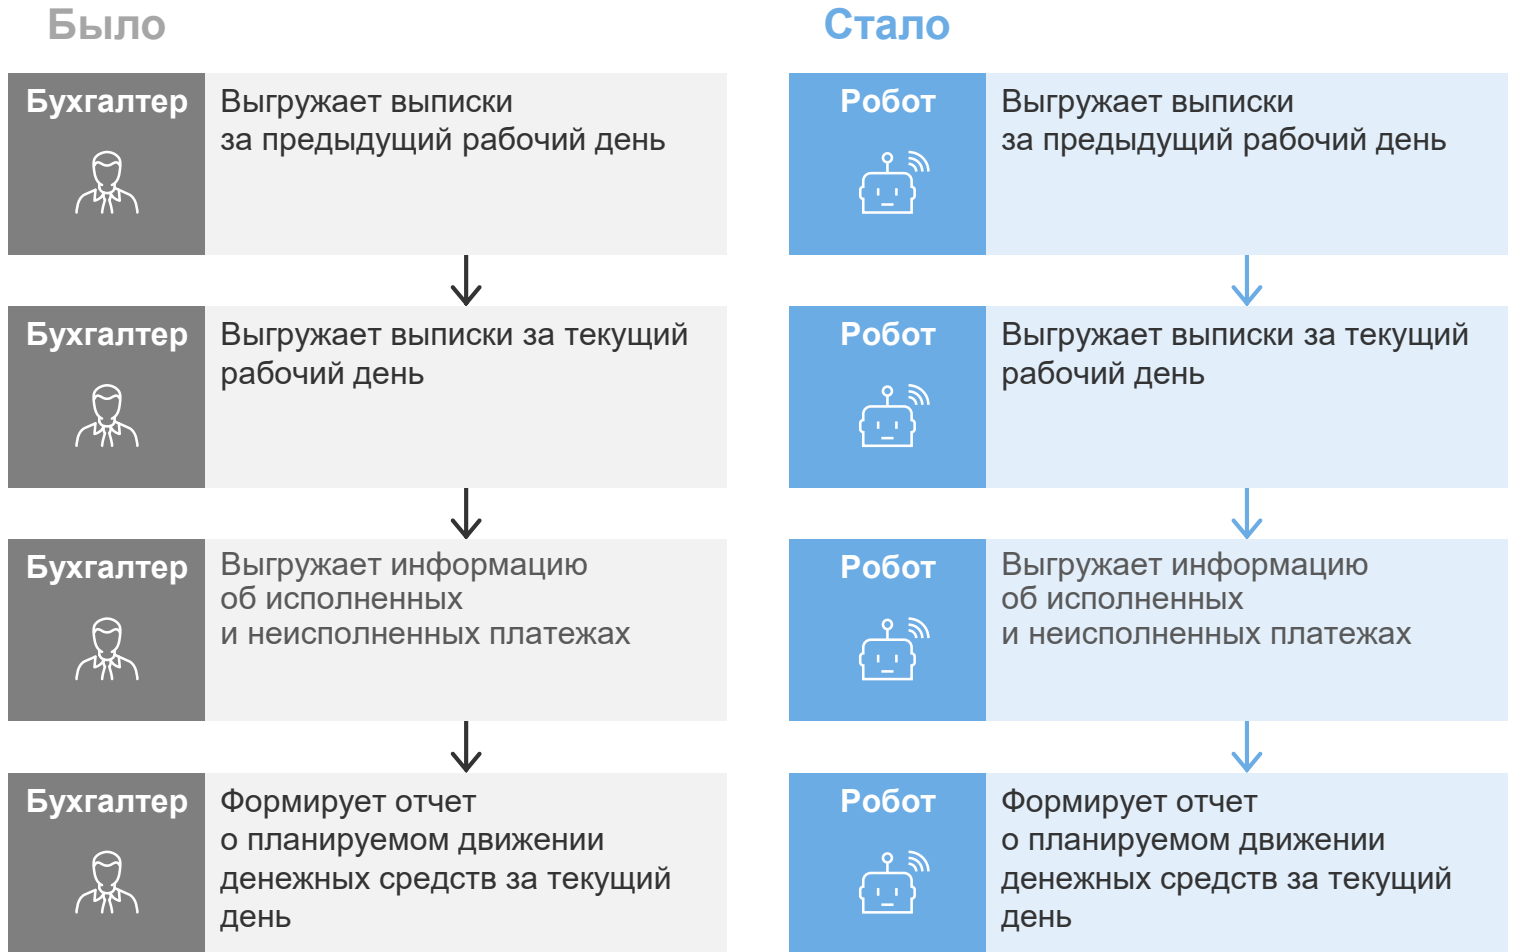 Было
Бухгалтер
Выгружает выписки
за предыдущий рабочий день
Бухгалтер
Выгружает выписки за текущий
рабочий день
Бухгалтер
Выгружает информацию
об исполненных
и неисполненных платежах
Бухгалтер
Формирует отчет
о планируемом движении
денежных средств за текущий
день
Стало
Робот
Выгружает выписки
за предыдущий рабочий день
Робот
Выгружает выписки за текущий
рабочий день
Робот
Выгружает информацию
об исполненных
и неисполненных платежах
Робот
Формирует отчет
о планируемом движении
денежных средств за текущий
день